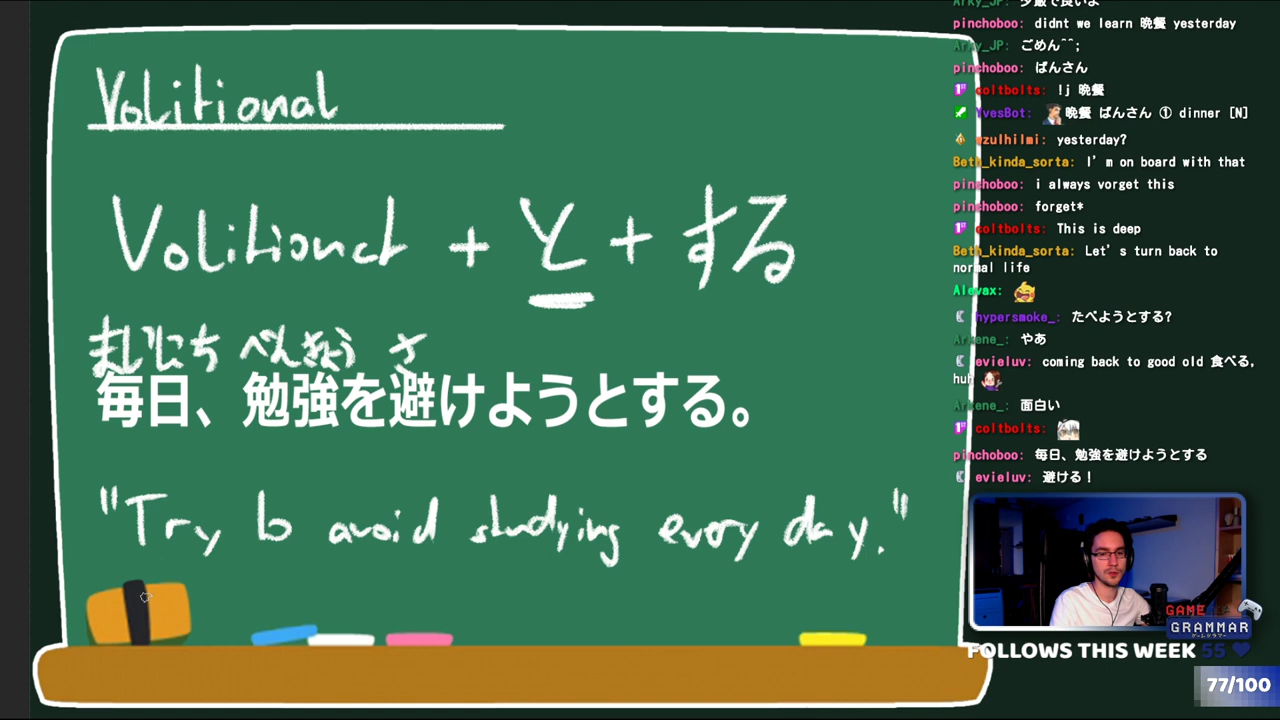 Volitional
Volitional + と + する
まいにち べんきょう さ
毎日、勉強を避けようとする。
"Try to avoid studying every day."
pinchoboo: didnt we learn 晩餐 yesterday
Arky_JP: ごめん^^;
pinchoboo: ばんさん
coltbolts: !j 晩餐
YvesBot: 晩餐 ばんさん ① dinner [N]
wzulhilmi: yesterday?
Beth_kinda_sorta: I'm on board with that
pinchoboo: i always vorget this
pinchoboo: forget*
coltbolts: This is deep
Beth_kinda_sorta: Let's turn back to
normal life
Alevax:
hypersmoke_: たべようとする?
Arkene_: やあ
evieluv: coming back to good old 食べる,
huh
Arkene_: 面白い
coltbolts:
pinchoboo: 毎日、勉強を避けようとする
evieluv: 避ける!
GAME
GRAMMAR
FOLLOWS THIS WEEK 55
77/100